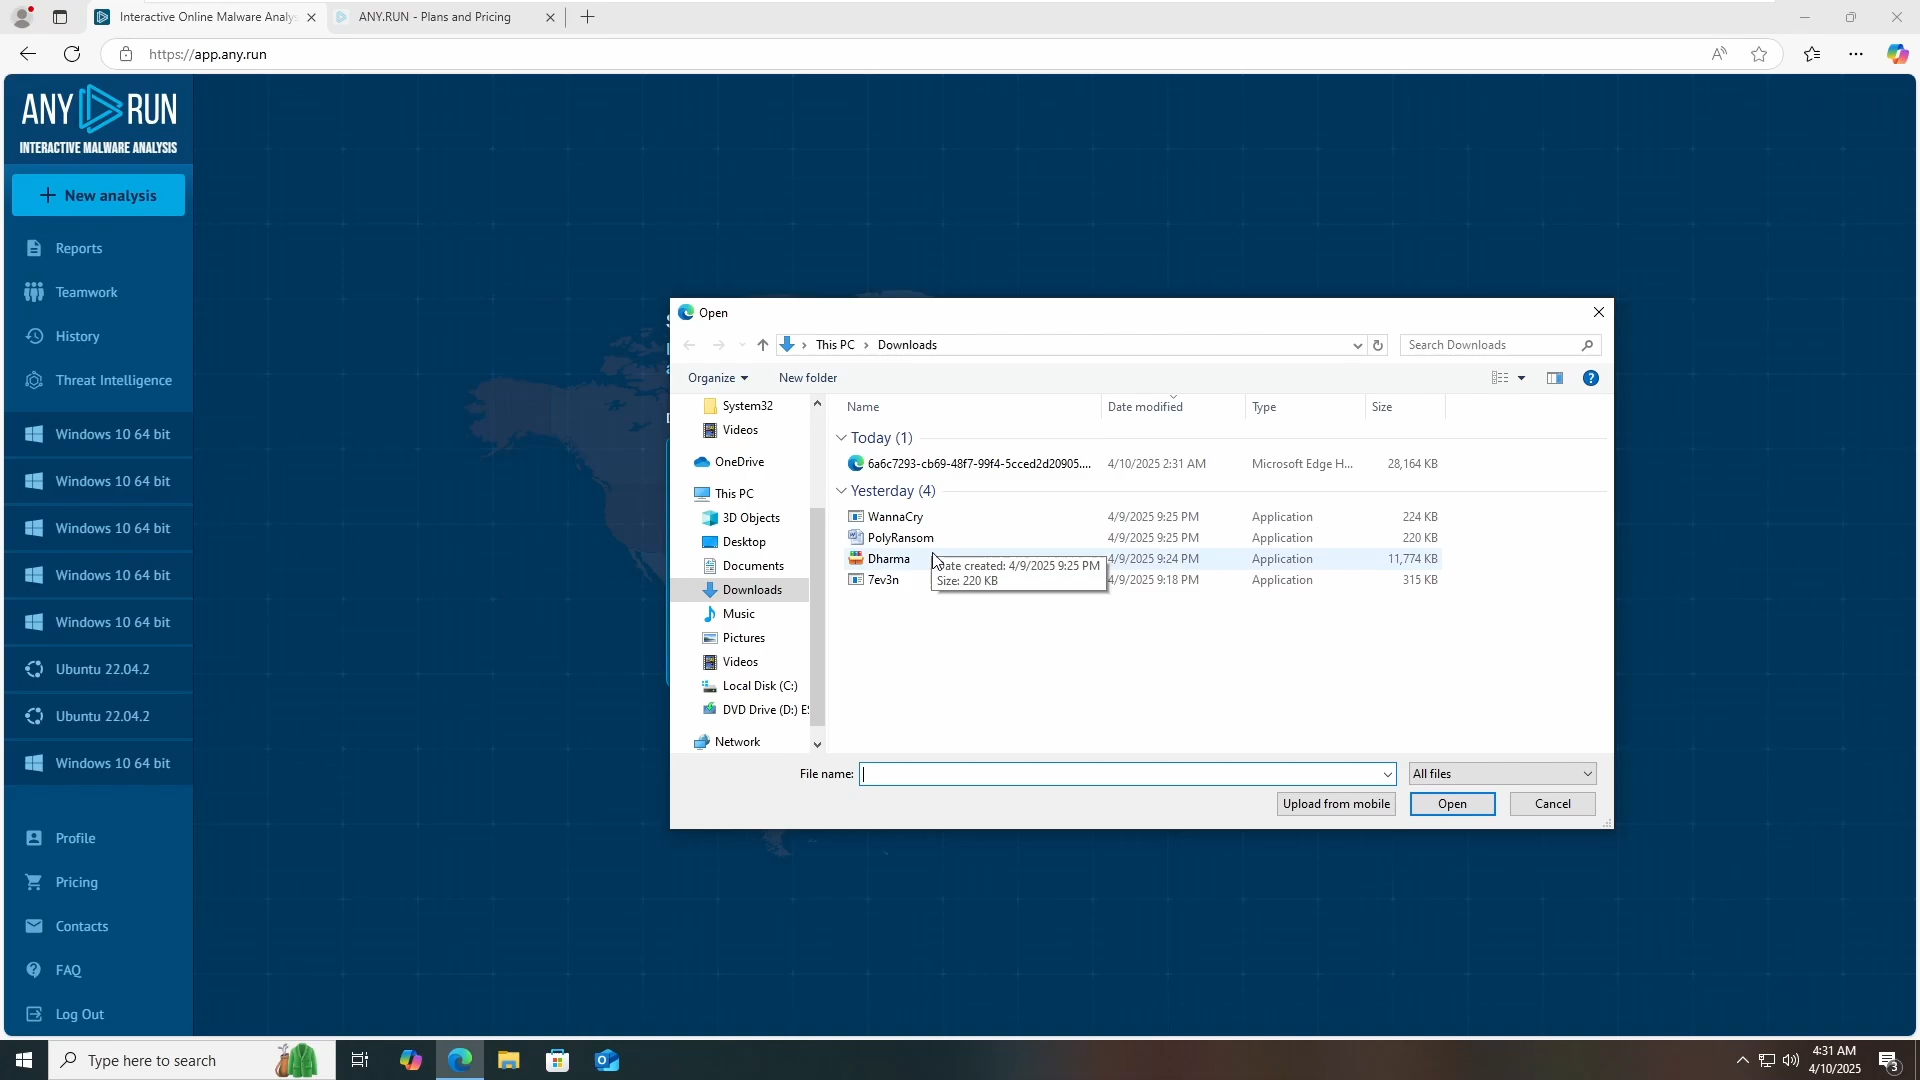 Interactive Online Malware Analys
ANY.RUN - Plans and Pricing
https://app.any.run
ANY RUN
INTERACTIVE MALWARE ANALYSIS
New analysis
Reports
Teamwork
History
Threat Intelligence
Windows 10 64 bit
Windows 10 64 bit
Windows 10 64 bit
Windows 10 64 bit
Windows 10 64 bit
Ubuntu 22.04.2
Ubuntu 22.04.2
Windows 10 64 bit
Profile
Pricing
Contacts
FAQ
Log Out
Open
This PC > Downloads
Search Downloads
Organize
New folder
System32
Videos
OneDrive
This PC
3D Objects
Desktop
Documents
Downloads
Music
Pictures
Videos
Local Disk (C:)
DVD Drive (D:) E
Network
Name Date modified Type Size
Today (1)
6a6c7293-cb69-48f7-99f4-5cced2d20905.... 4/10/2025 2:31 AM Microsoft Edge H... 28,164 KB
Yesterday (4)
WannaCry 4/9/2025 9:25 PM Application 224 KB
PolyRansom 4/9/2025 9:25 PM Application 220 KB
Dharma 4/9/2025 9:24 PM Application 11,774 KB
7ev3n 4/9/2025 9:18 PM Application 315 KB
ate created: 4/9/2025 9:25 PM
Size: 220 KB
File name:
All files
Upload from mobile
Open
Cancel
Type here to search
4:31 AM
4/10/2025
3